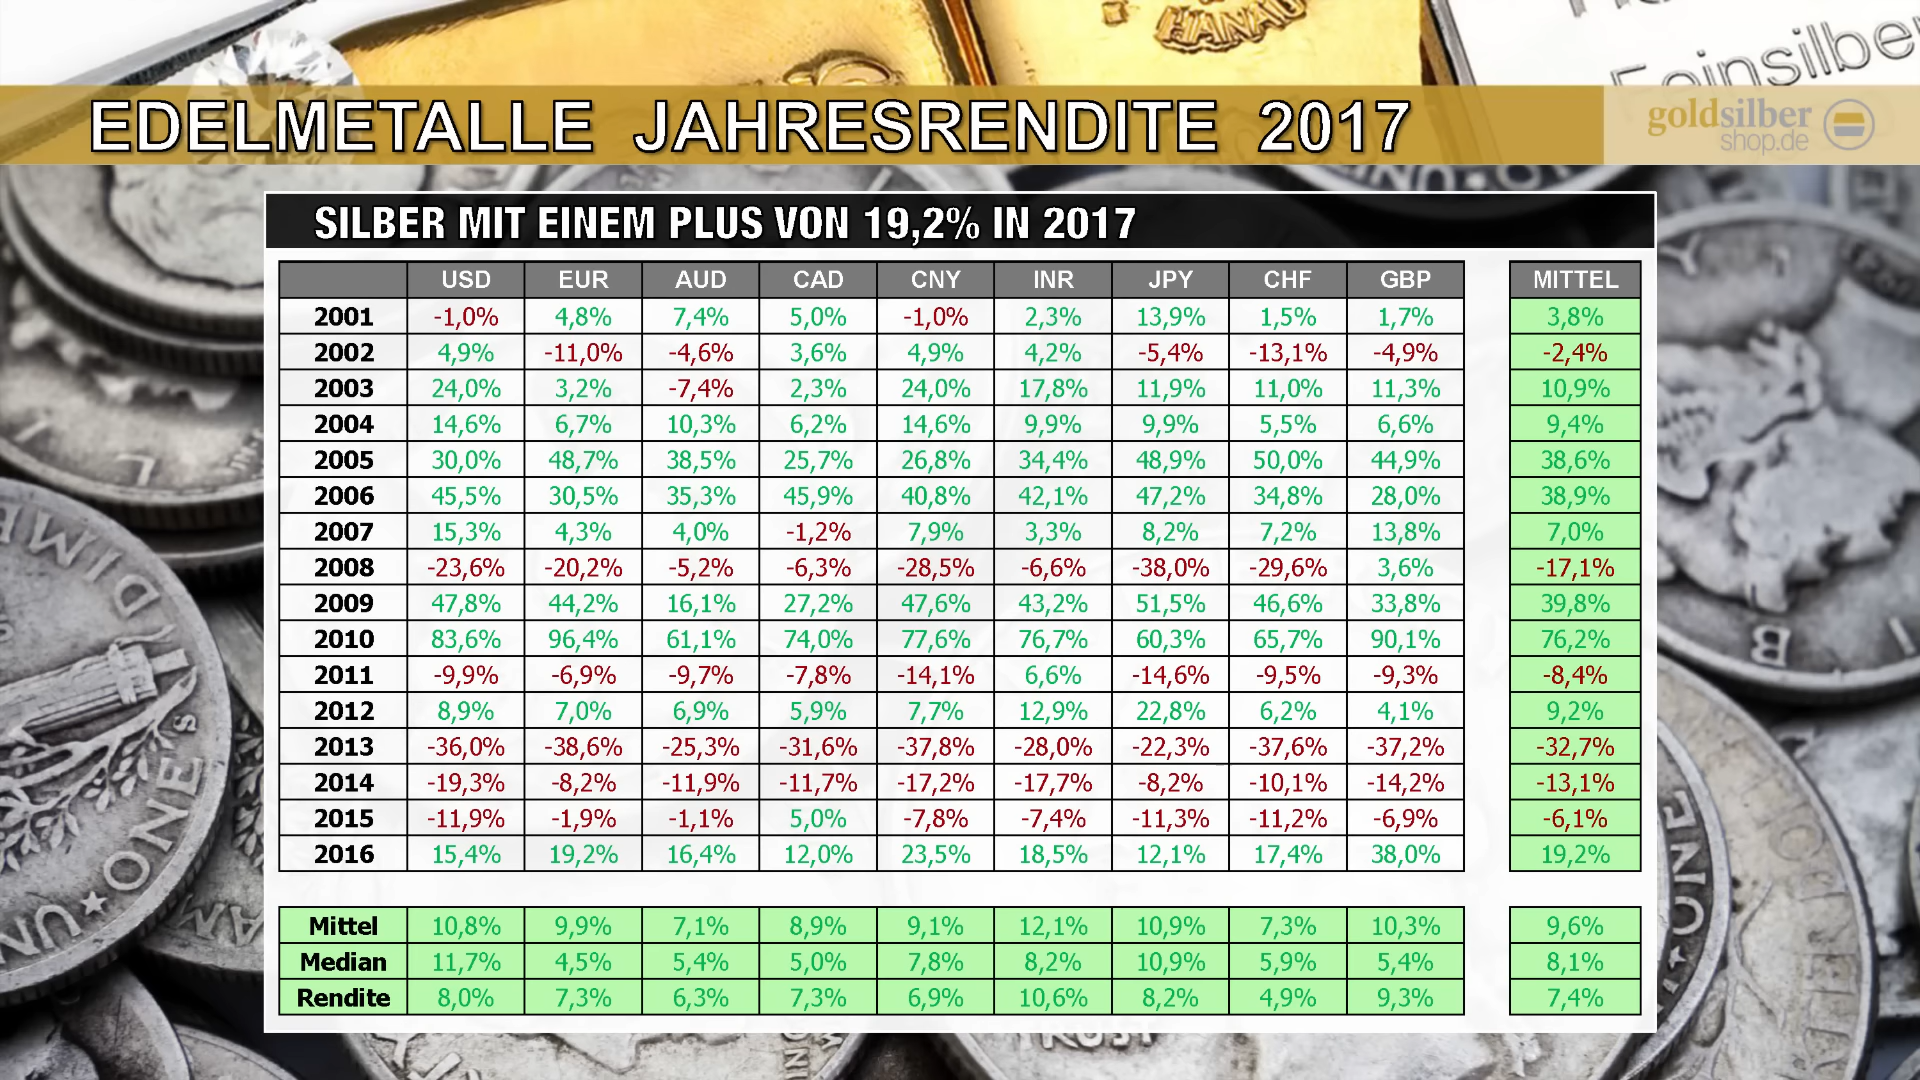 HANAU
Feinsilber
EDELMETALLE JAHRESRENDITE 2017
goldsilber
shop.de
SILBER MIT EINEM PLUS VON 19,2% IN 2017
USD EUR AUD CAD CNY INR JPY CHF GBP MITTEL
2001 -1,0% 4,8% 7,4% 5,0% -1,0% 2,3% 13,9% 1,5% 1,7% 3,8%
2002 4,9% -11,0% -4,6% 3,6% 4,9% 4,2% -5,4% -13,1% -4,9% -2,4%
2003 24,0% 3,2% -7,4% 2,3% 24,0% 17,8% 11,9% 11,0% 11,3% 10,9%
2004 14,6% 6,7% 10,3% 6,2% 14,6% 9,9% 9,9% 5,5% 6,6% 9,4%
2005 30,0% 48,7% 38,5% 25,7% 26,8% 34,4% 48,9% 50,0% 44,9% 38,6%
2006 45,5% 30,5% 35,3% 45,9% 40,8% 42,1% 47,2% 34,8% 28,0% 38,9%
2007 15,3% 4,3% 4,0% -1,2% 7,9% 3,3% 8,2% 7,2% 13,8% 7,0%
2008 -23,6% -20,2% -5,2% -6,3% -28,5% -6,6% -38,0% -29,6% 3,6% -17,1%
2009 47,8% 44,2% 16,1% 27,2% 47,6% 43,2% 51,5% 46,6% 33,8% 39,8%
2010 83,6% 96,4% 61,1% 74,0% 77,6% 76,7% 60,3% 65,7% 90,1% 76,2%
2011 -9,9% -6,9% -9,7% -7,8% -14,1% 6,6% -14,6% -9,5% -9,3% -8,4%
2012 8,9% 7,0% 6,9% 5,9% 7,7% 12,9% 22,8% 6,2% 4,1% 9,2%
2013 -36,0% -38,6% -25,3% -31,6% -37,8% -28,0% -22,3% -37,6% -37,2% -32,7%
2014 -19,3% -8,2% -11,9% -11,7% -17,2% -17,7% -8,2% -10,1% -14,2% -13,1%
2015 -11,9% -1,9% -1,1% 5,0% -7,8% -7,4% -11,3% -11,2% -6,9% -6,1%
2016 15,4% 19,2% 16,4% 12,0% 23,5% 18,5% 12,1% 17,4% 38,0% 19,2%
Mittel 10,8% 9,9% 7,1% 8,9% 9,1% 12,1% 10,9% 7,3% 10,3% 9,6%
Median 11,7% 4,5% 5,4% 5,0% 7,8% 8,2% 10,9% 5,9% 5,4% 8,1%
Rendite 8,0% 7,3% 6,3% 7,3% 6,9% 10,6% 8,2% 4,9% 9,3% 7,4%